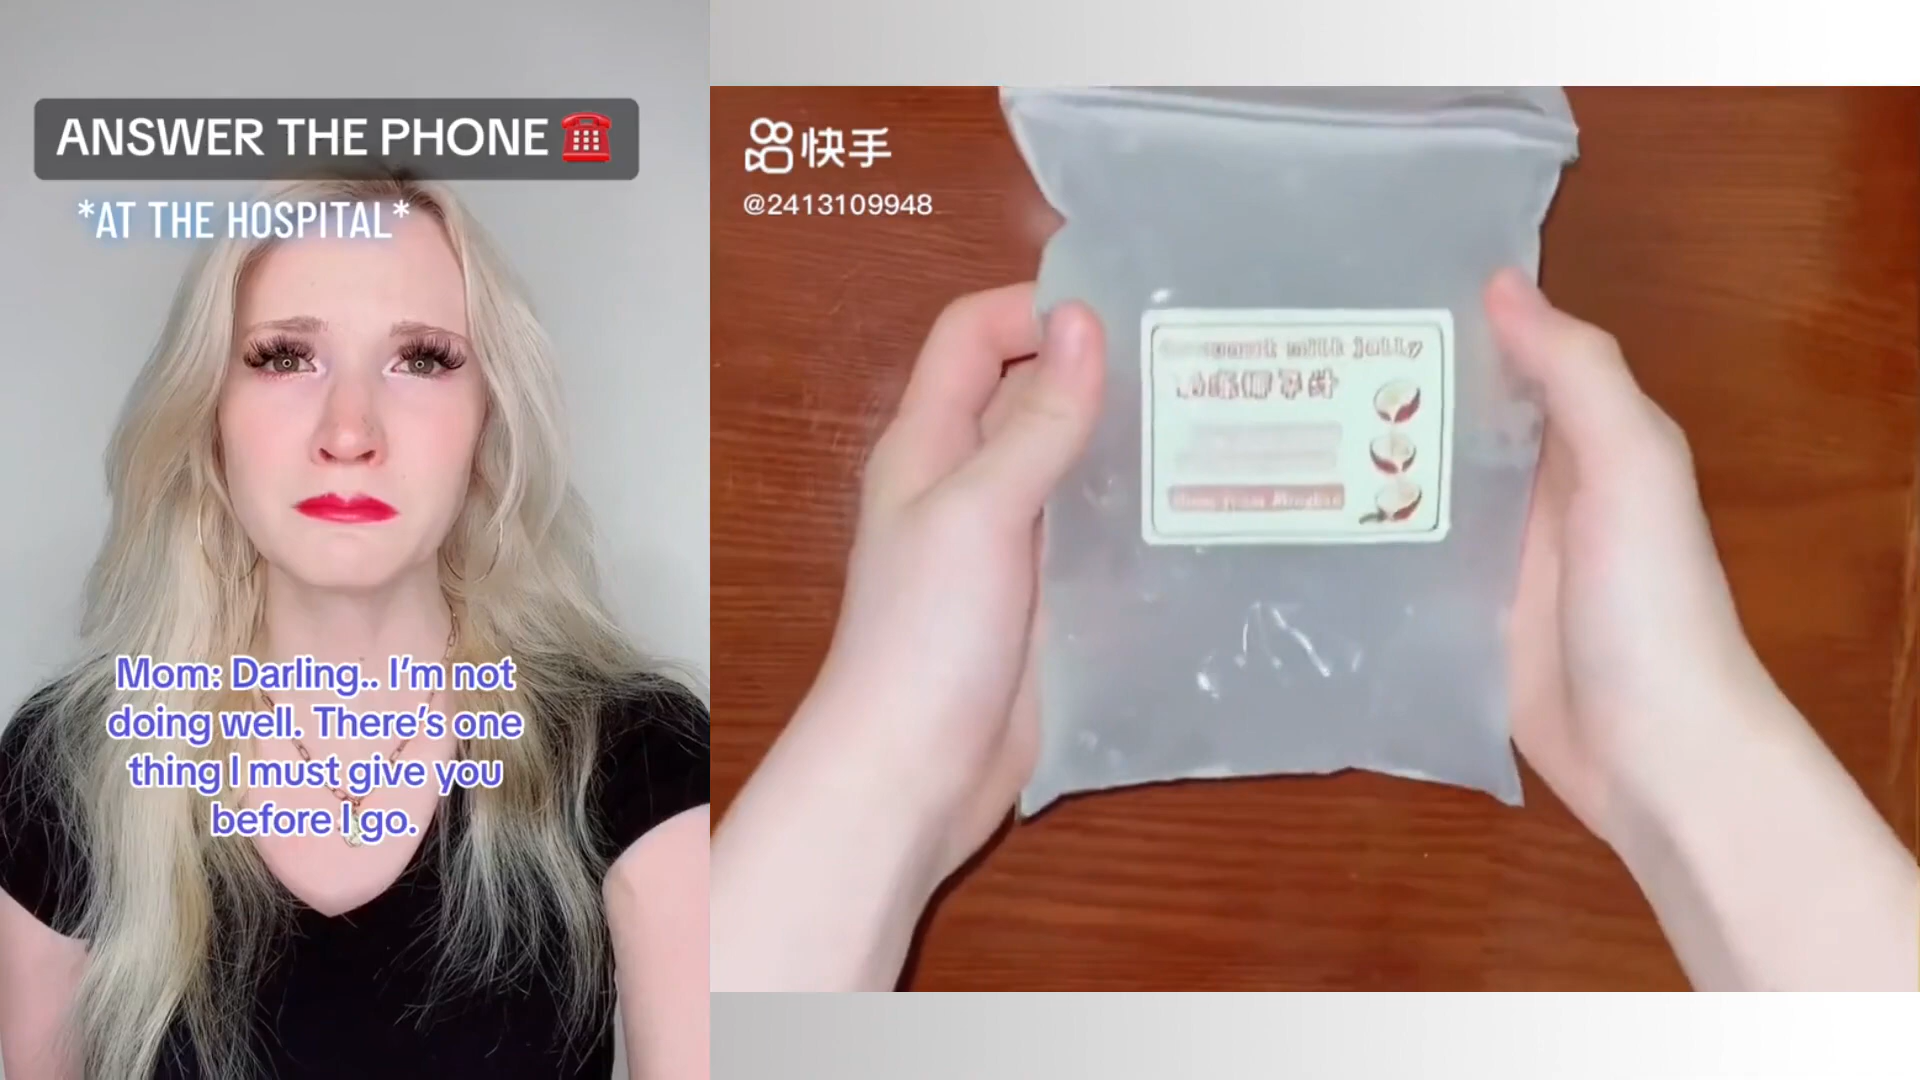 ANSWER THE PHONE ☎️
*AT THE HOSPITAL*
Mom: Darling.. I'm not
doing well. There's one
thing I must give you
before I go.
快手
@2413109948
milk jelly